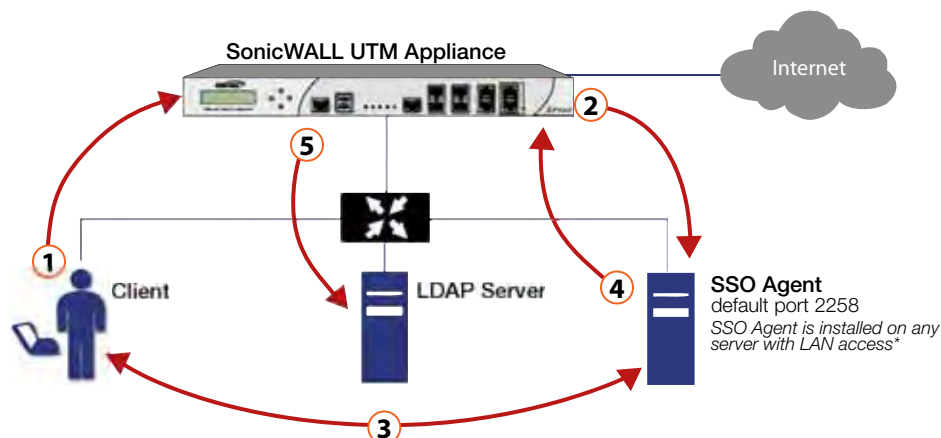 SonicWALL UTM Appliance
Internet
2
5
1
Client
LDAP Server
4
SSO Agent
default port 2258
SSO Agent is installed on any
server with LAN access*
3